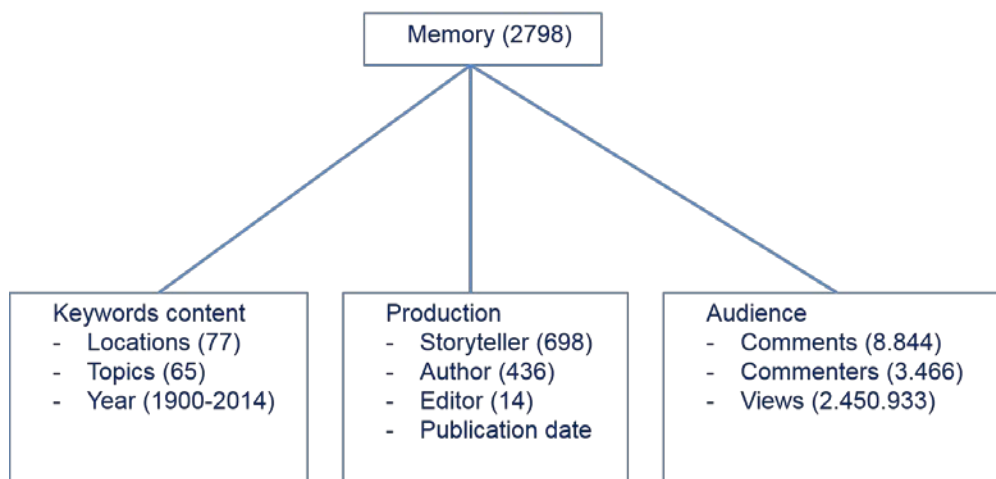 Memory (2798)
Keywords content
- Locations (77)
- Topics (65)
- Year (1900-2014)
Production
- Storyteller (698)
- Author (436)
- Editor (14)
- Publication date
Audience
- Comments (8.844)
- Commenters (3.466)
- Views (2.450.933)